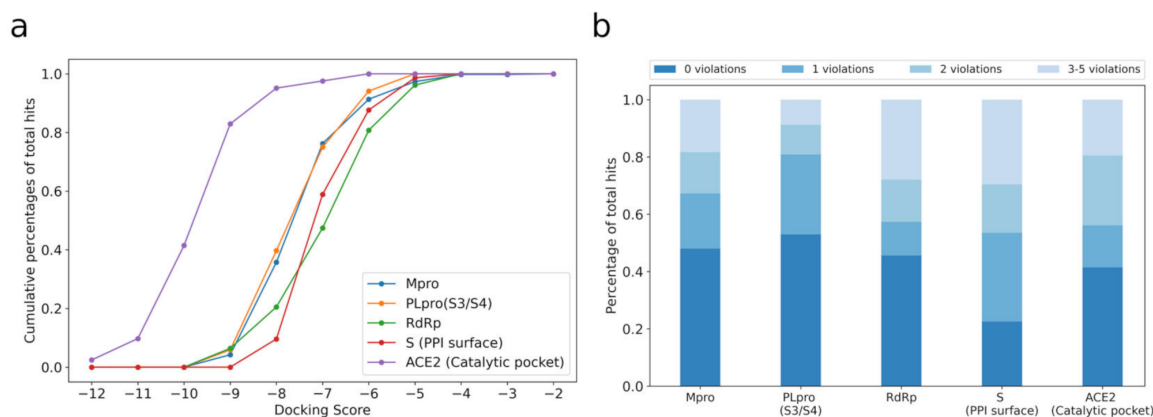 a
b
1.0
0.8
0.6
0.4
0.2
0.0
Cumulative percentages of total hits
−12 −11 −10 −9 −8 −7 −6 −5 −4 −3 −2
Docking Score
Mpro
PLpro(S3/S4)
RdRp
S (PPI surface)
ACE2 (Catalytic pocket)
0 violations 1 violations 2 violations 3-5 violations
1.0
0.8
0.6
0.4
0.2
0.0
Percentage of total hits
Mpro PLpro RdRp S ACE2
(S3/S4) (PPI surface) (Catalytic pocket)